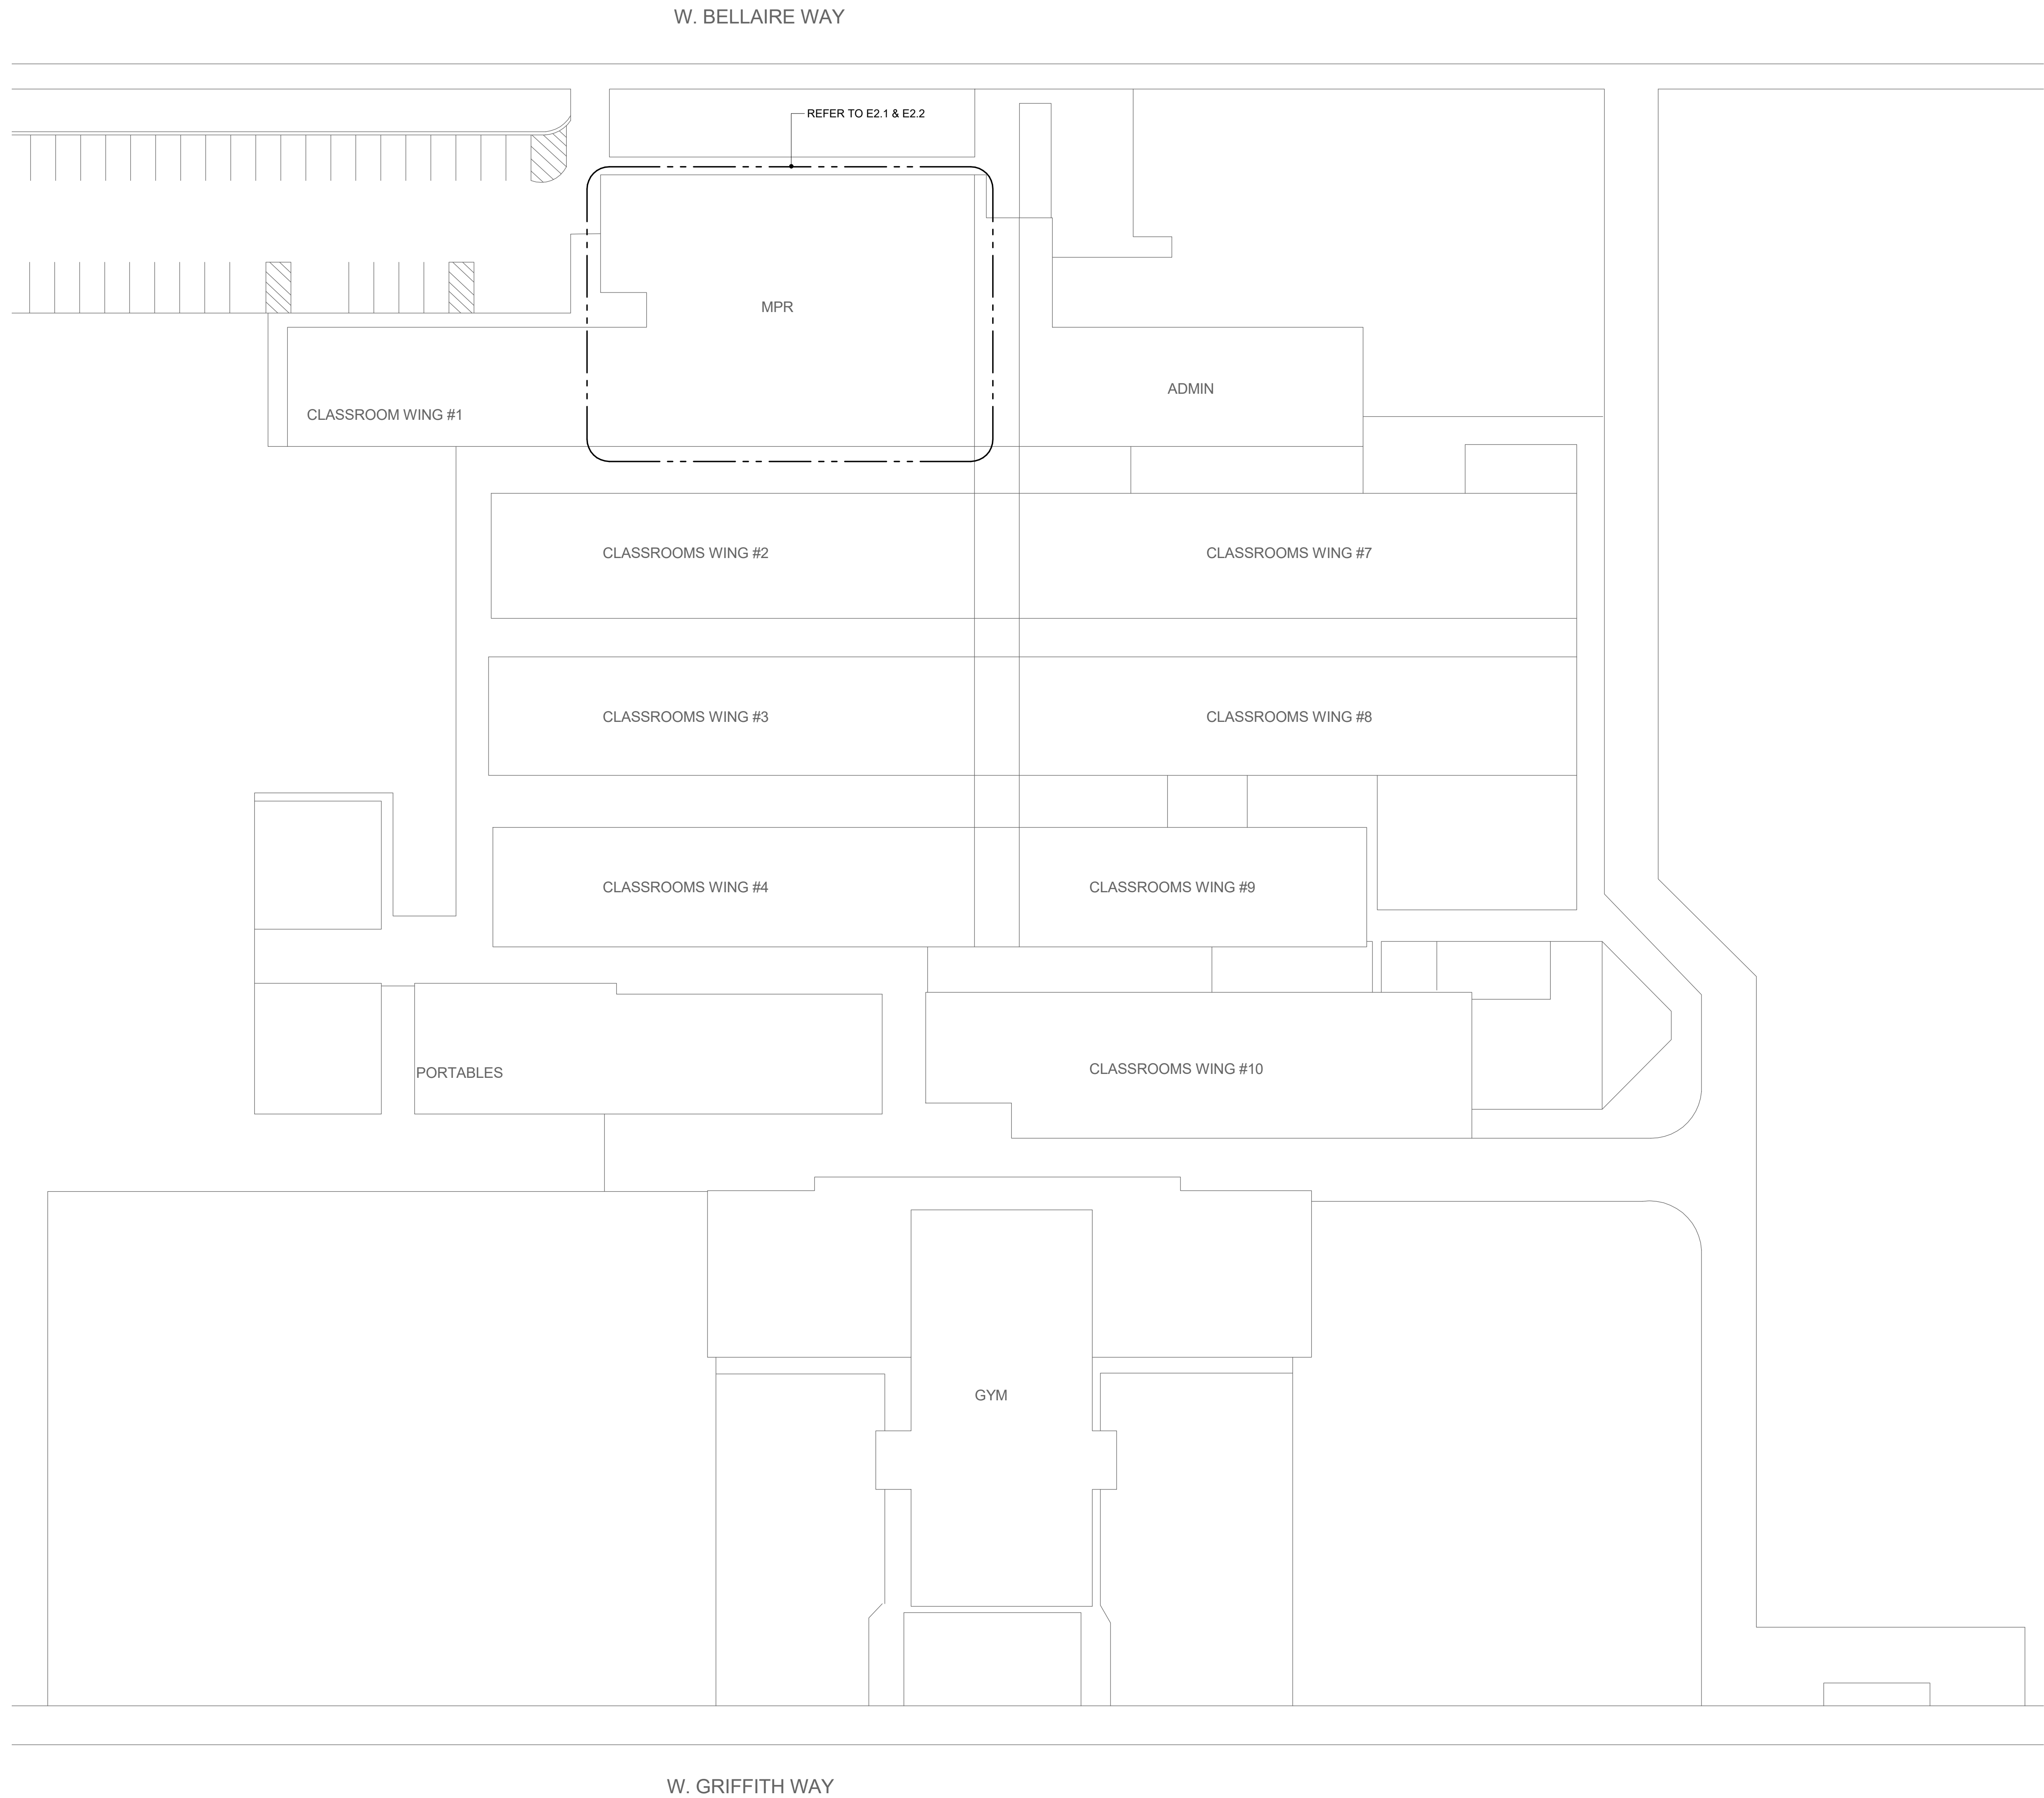 W. BELLAIRE WAY
REFER TO E2.1 & E2.2
MPR
ADMIN
CLASSROOM WING #1
CLASSROOMS WING #2
CLASSROOMS WING #7
CLASSROOMS WING #3
CLASSROOMS WING #8
CLASSROOMS WING #4
CLASSROOMS WING #9
PORTABLES
CLASSROOMS WING #10
GYM
W. GRIFFITH WAY